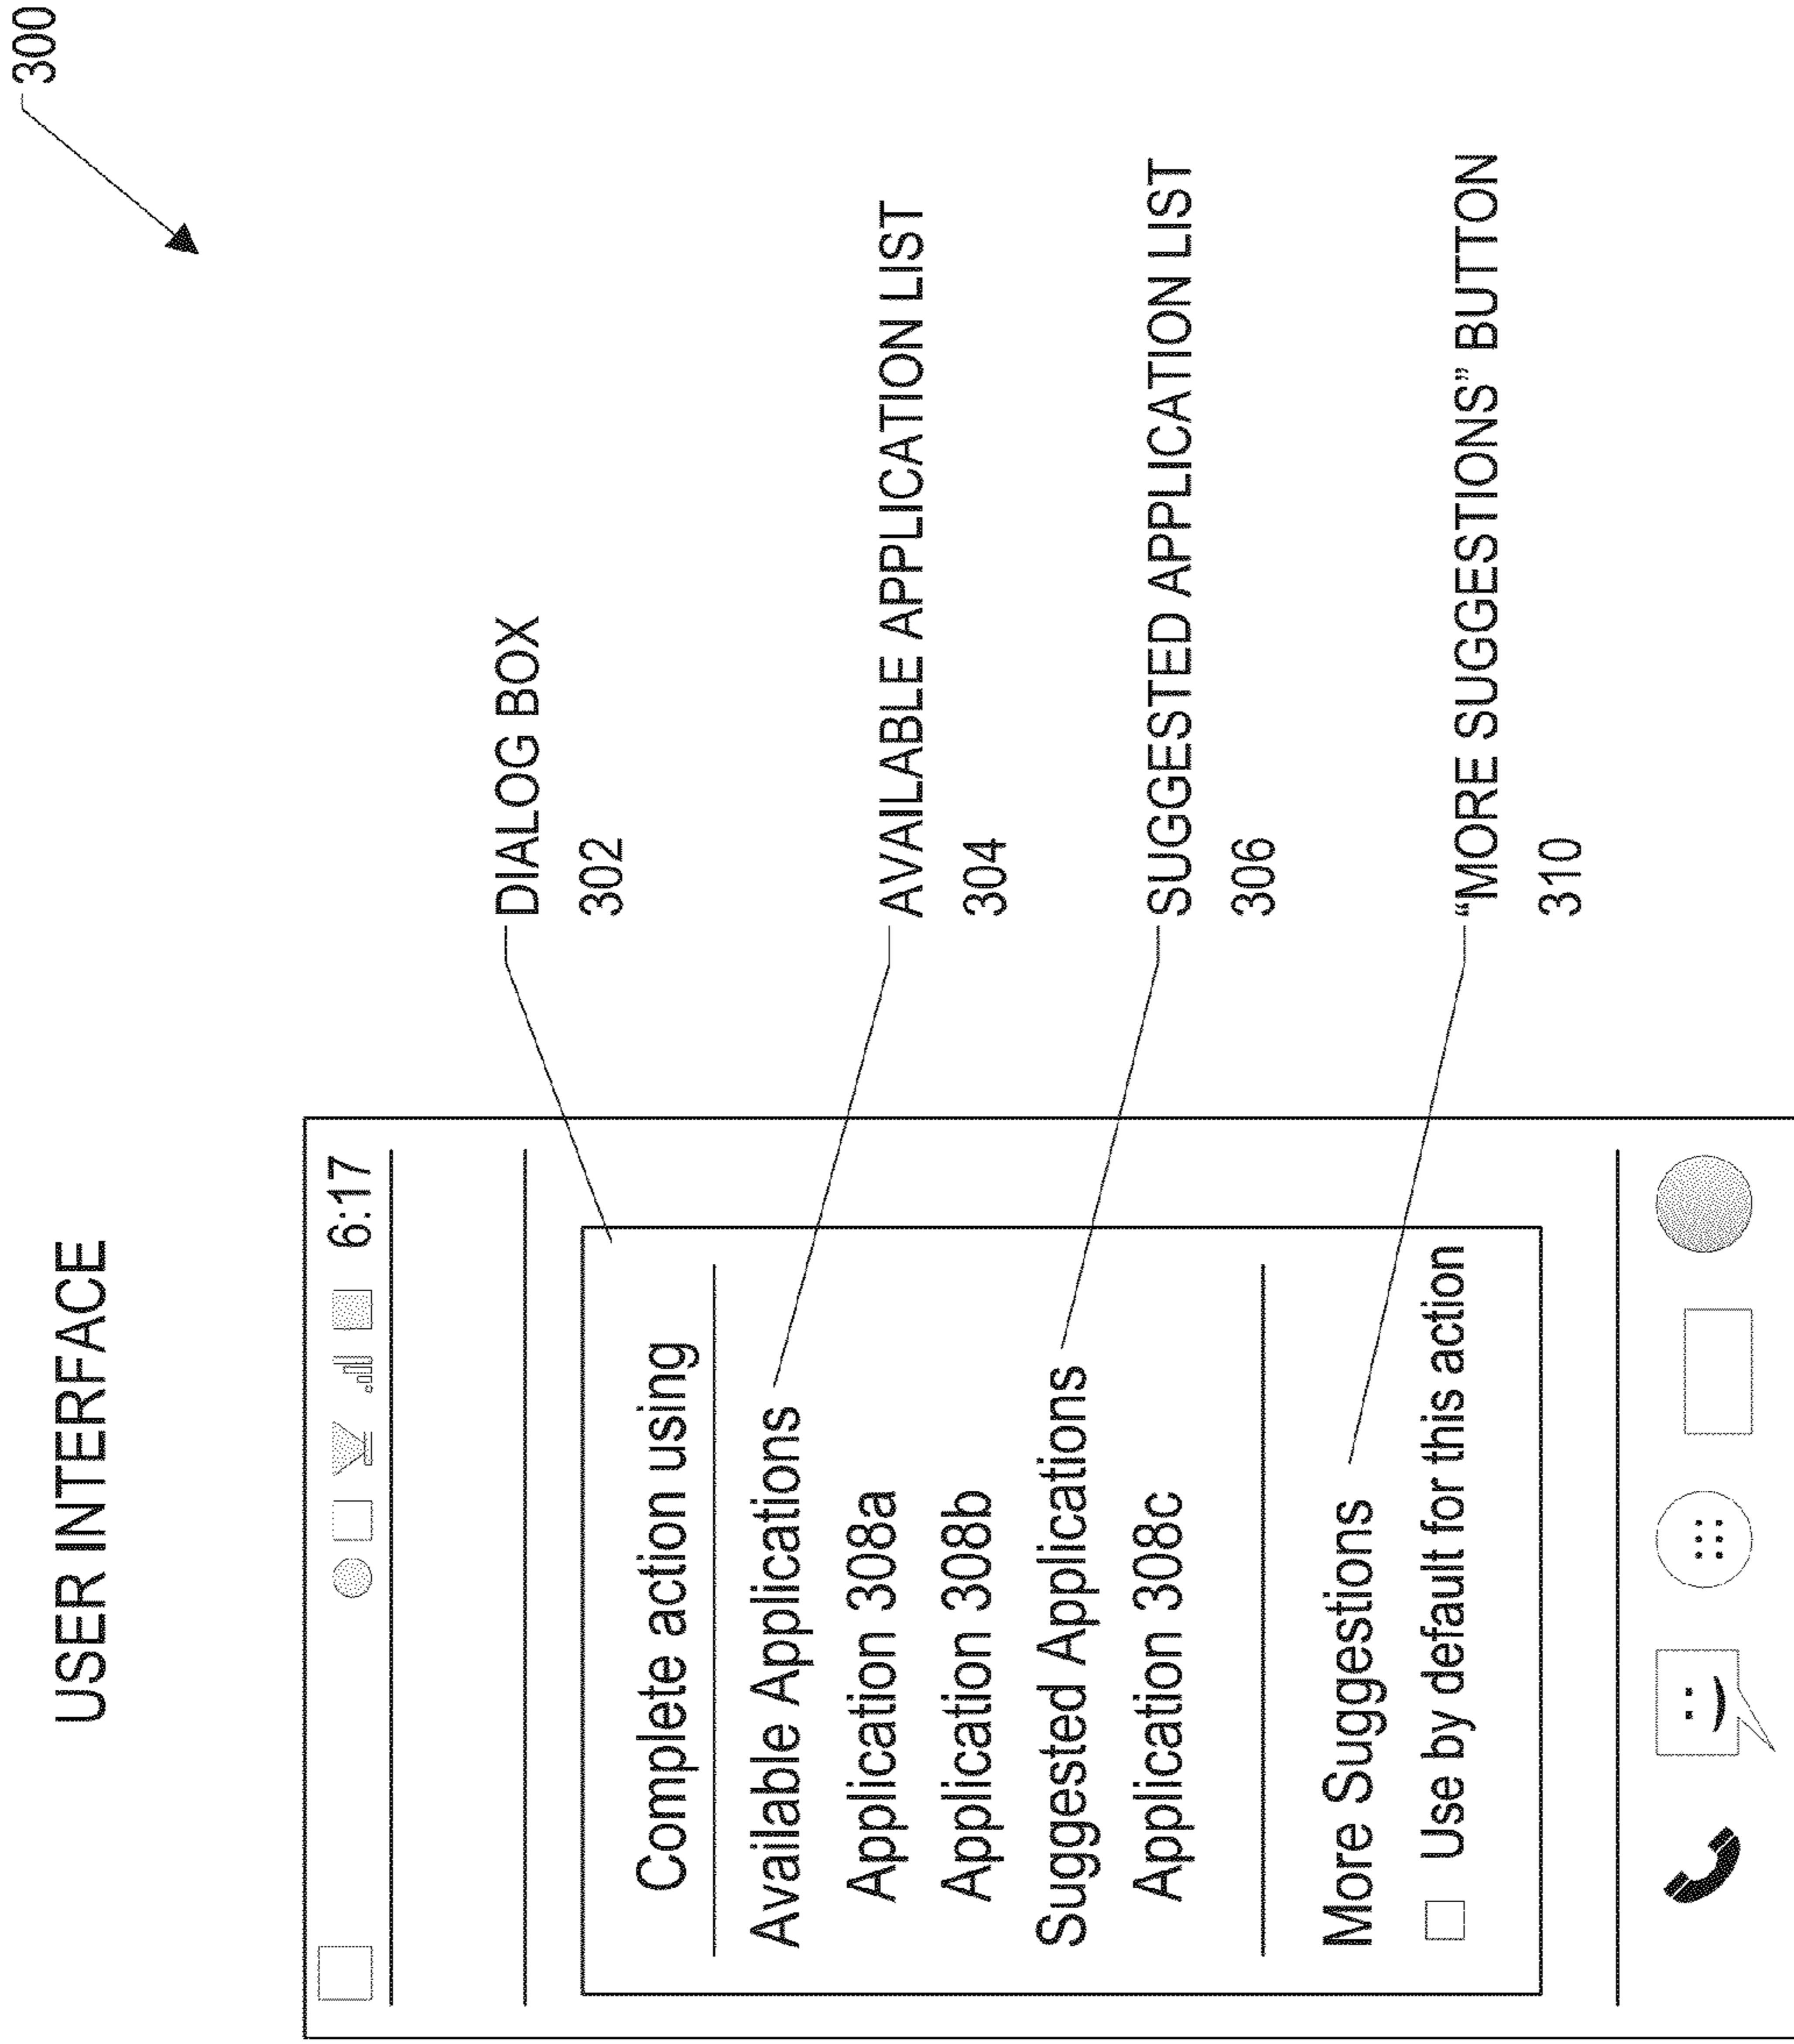 USER INTERFACE
300
6:17
Complete action using
Available Applications
Application 308a
Application 308b
Suggested Applications
Application 308c
More Suggestions
Use by default for this action
DIALOG BOX
302
AVAILABLE APPLICATION LIST
304
SUGGESTED APPLICATION LIST
306
“MORE SUGGESTIONS” BUTTON
310